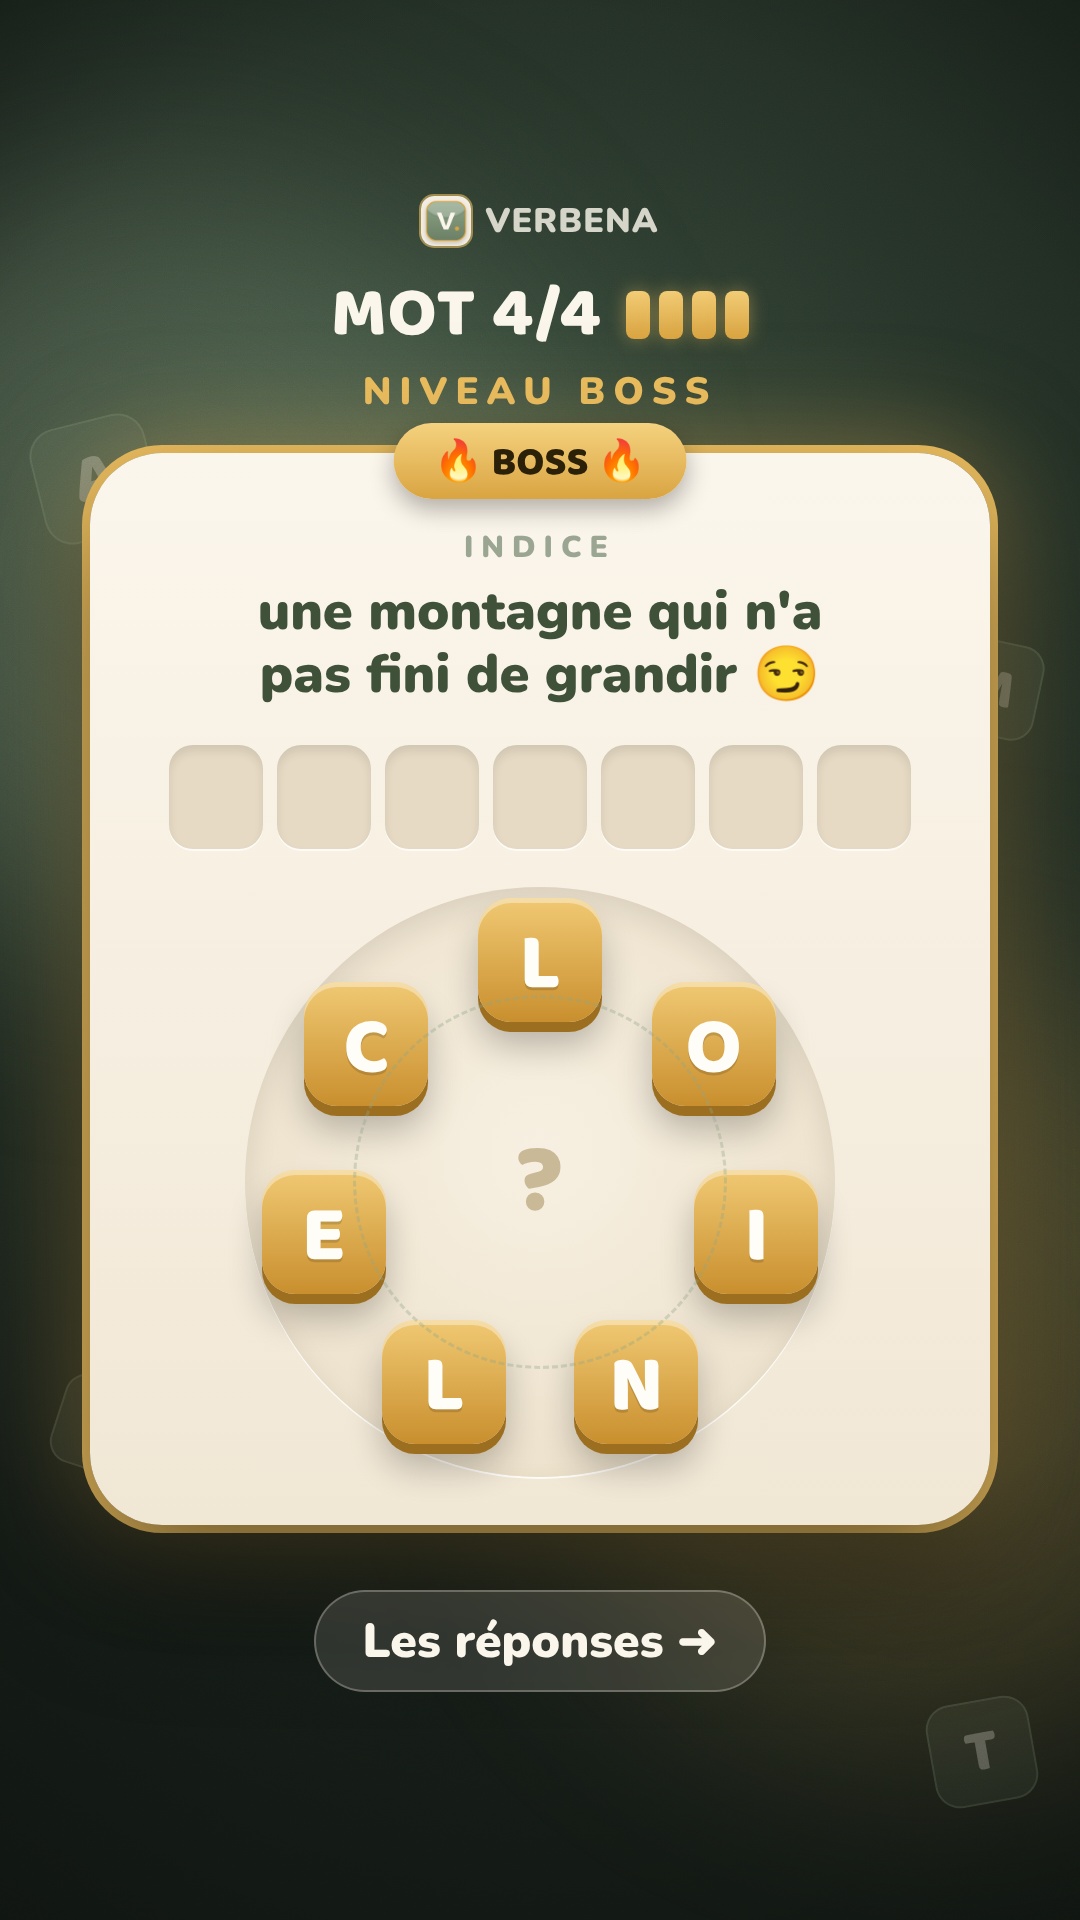 V. VERBENA
MOT 4/4
NIVEAU BOSS
🔥 BOSS 🔥
INDICE
une montagne qui n'a
pas fini de grandir 😏
L
C
O
?
E
I
L
N
Les réponses ➜
T